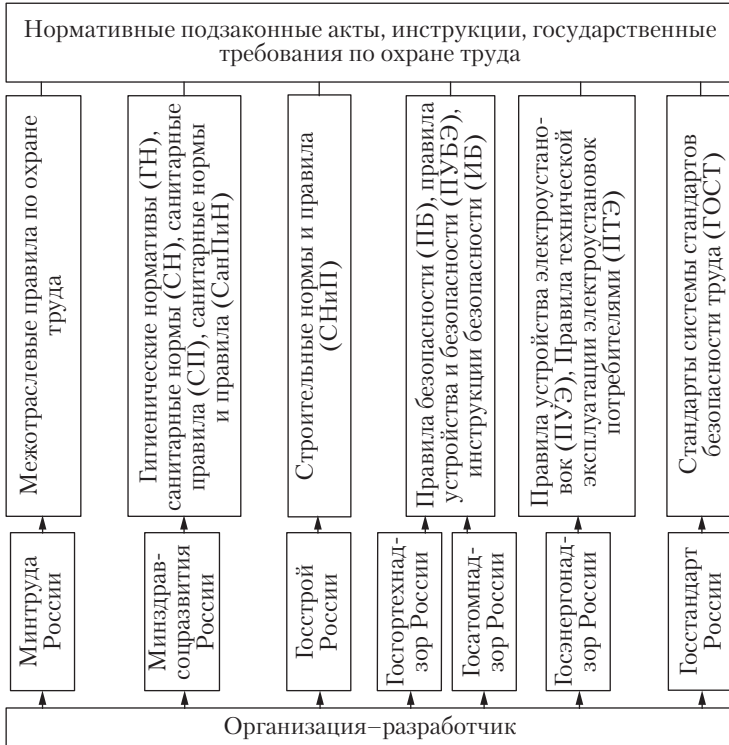 Нормативные подзаконные акты, инструкции, государственные
требования по охране труда
Межотраслевые правила по охране
труда
Гигиенические нормативы (ГН),
санитарные нормы (СН), санитарные
правила (СП), санитарные нормы
и правила (СанПиН)
Строительные нормы и правила
(СНиП)
Правила безопасности (ПБ), правила
устройства и безопасности (ПУБЭ),
инструкции безопасности (ИБ)
Правила устройства электроустано-
вок (ПУЭ), Правила технической
эксплуатации электроустановок
потребителями (ПТЭ)
Стандарты системы стандартов
безопасности труда (ГОСТ)
Минтруда
России
Минздрав-
соцразвития
России
Госстрой
России
Госгортехнад-
зор России
Госатомнад-
зор России
Госэнергонад-
зор России
Госстандарт
России
Организация–разработчик